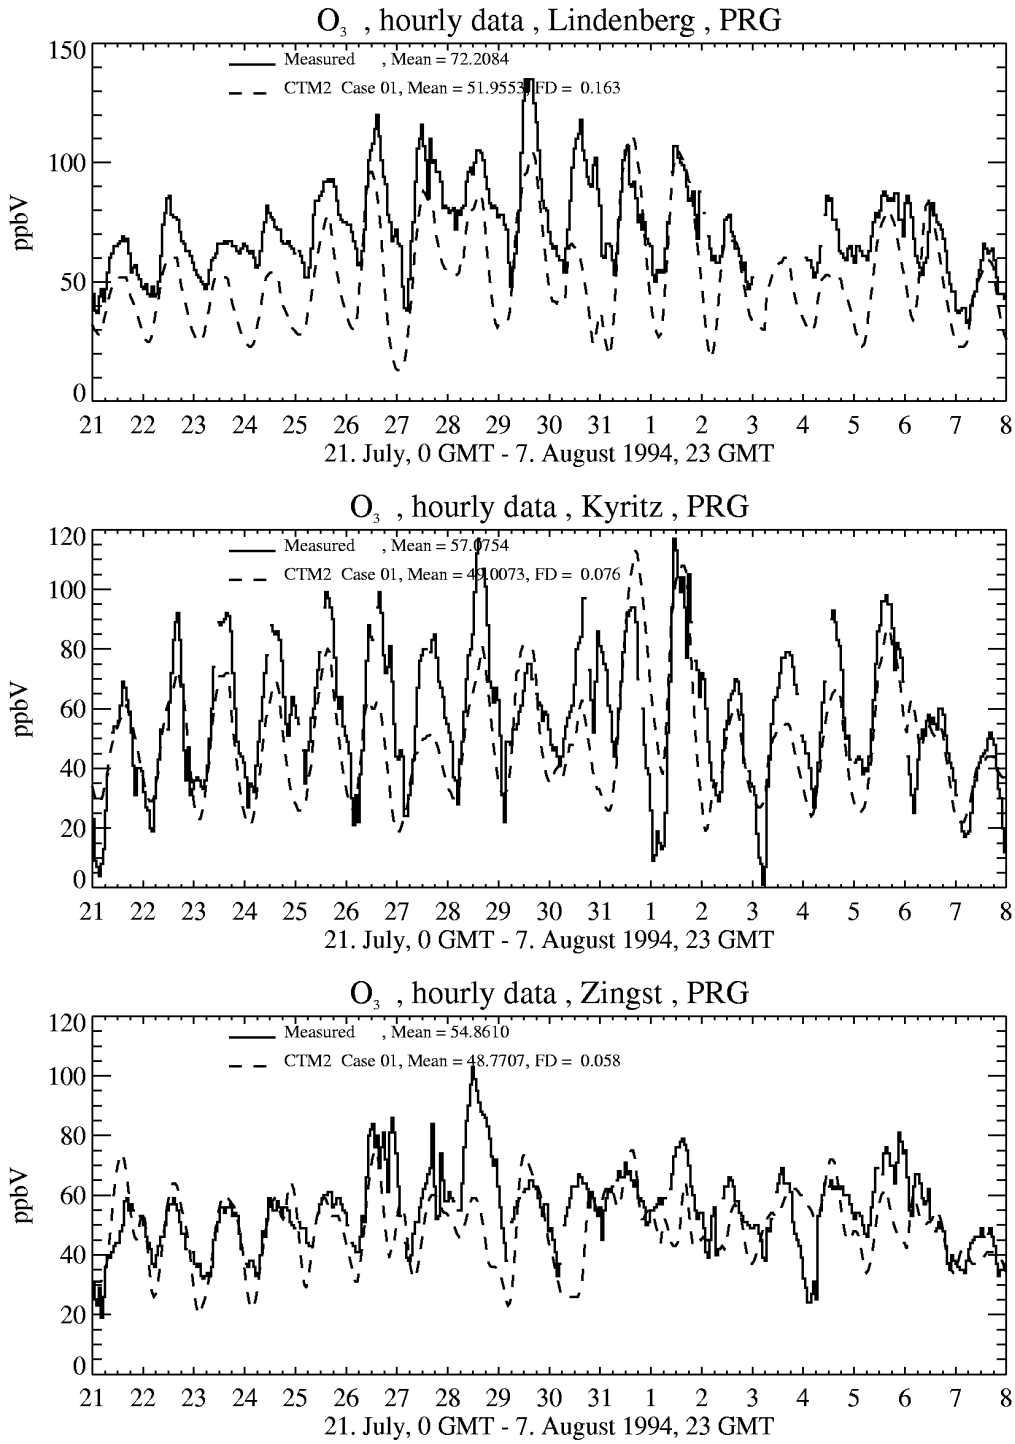 O3 , hourly data , Lindenberg , PRG
Measured , Mean = 72.2084
CTM2 Case 01, Mean = 51.9553, FD = 0.163
150
100
50
0
ppbV
21 22 23 24 25 26 27 28 29 30 31 1 2 3 4 5 6 7 8
21. July, 0 GMT - 7. August 1994, 23 GMT
O3 , hourly data , Kyritz , PRG
Measured , Mean = 57.0754
CTM2 Case 01, Mean = 49.0073, FD = 0.076
120
100
80
60
40
20
0
ppbV
21 22 23 24 25 26 27 28 29 30 31 1 2 3 4 5 6 7 8
21. July, 0 GMT - 7. August 1994, 23 GMT
O3 , hourly data , Zingst , PRG
Measured , Mean = 54.8610
CTM2 Case 01, Mean = 48.7707, FD = 0.058
120
100
80
60
40
20
0
ppbV
21 22 23 24 25 26 27 28 29 30 31 1 2 3 4 5 6 7 8
21. July, 0 GMT - 7. August 1994, 23 GMT